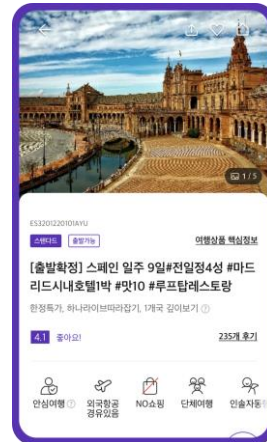 1/5
ES3201220101AYU
스탠다드 출발가능 여행상품 핵심정보
[출발확정] 스페인 일주 9일#전일정4성 #마드
리드시내호텔1박 #맛10 #루프탑레스토랑
한정특가, 하나라이브따라잡기, 1개국 깊이보기 ?
4.1 좋아요! 235개 후기
안심여행 ? 외국항공 NO쇼핑 단체여행 인솔자동
경유있음